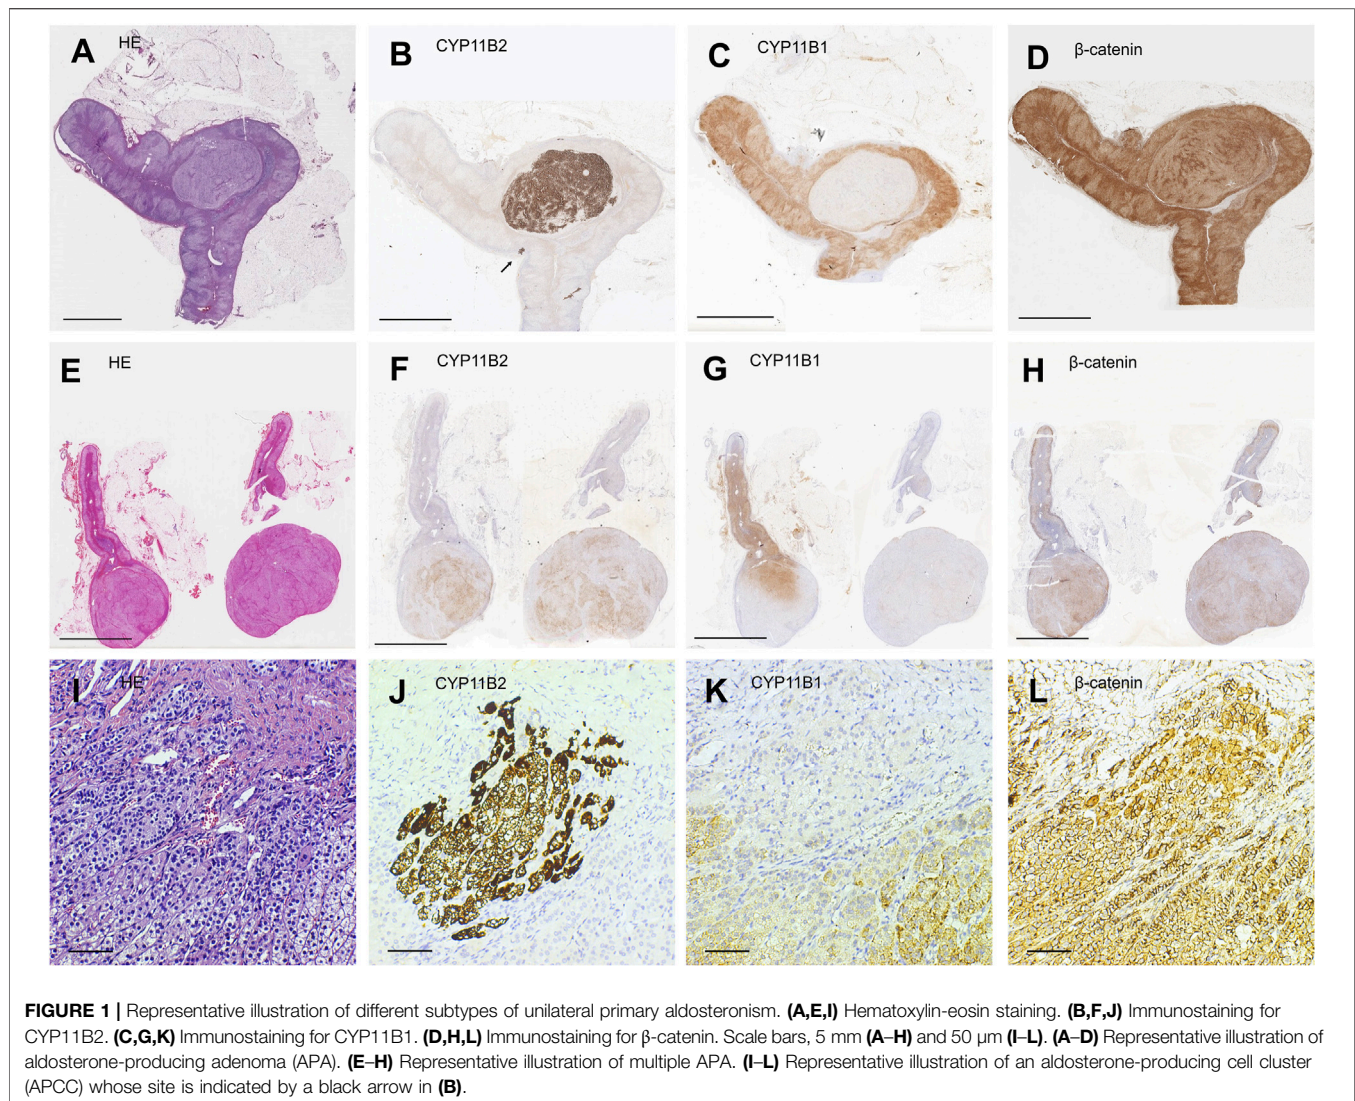 A HE
B CYP11B2
C CYP11B1
D β-catenin
E HE
F CYP11B2
G CYP11B1
H β-catenin
I HE
J CYP11B2
K CYP11B1
L β-catenin
FIGURE 1 | Representative illustration of different subtypes of unilateral primary aldosteronism. (A,E,I) Hematoxylin-eosin staining. (B,F,J) Immunostaining for
CYP11B2. (C,G,K) Immunostaining for CYP11B1. (D,H,L) Immunostaining for β-catenin. Scale bars, 5 mm (A–H) and 50 μm (I–L). (A–D) Representative illustration of
aldosterone-producing adenoma (APA). (E–H) Representative illustration of multiple APA. (I–L) Representative illustration of an aldosterone-producing cell cluster
(APCC) whose site is indicated by a black arrow in (B).